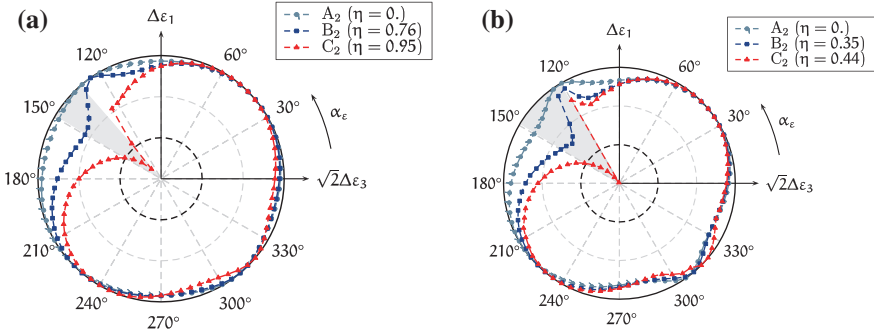 (a)
Δε₁
A₂ (η = 0.)
B₂ (η = 0.76)
C₂ (η = 0.95)
120°
60°
150°
30°
αε
180°
√2Δε₃
210°
330°
240°
300°
270°
(b)
Δε₁
A₂ (η = 0.)
B₂ (η = 0.35)
C₂ (η = 0.44)
120°
60°
150°
30°
αε
180°
√2Δε₃
210°
330°
240°
300°
270°